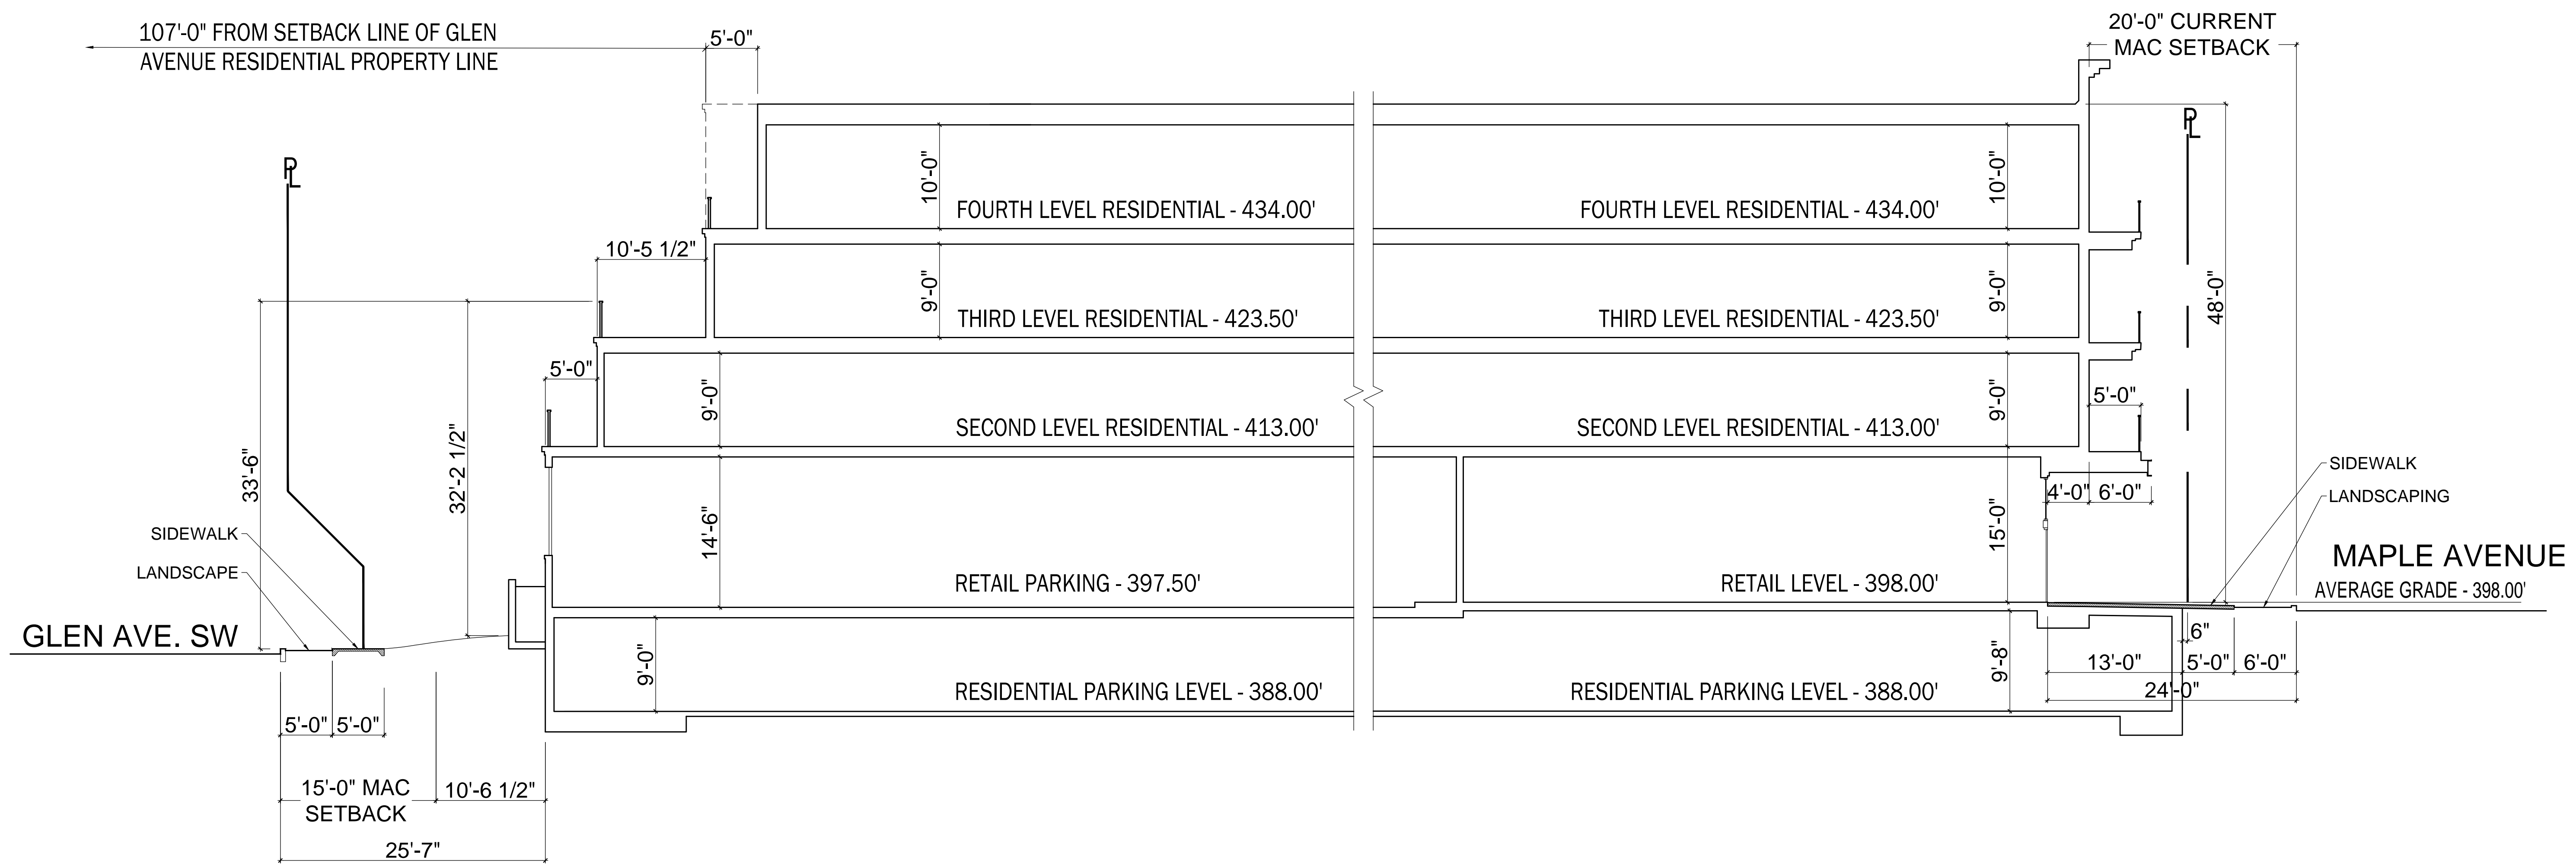 107'-0" FROM SETBACK LINE OF GLEN
AVENUE RESIDENTIAL PROPERTY LINE
5'-0"
20'-0" CURRENT
MAC SETBACK
PL
PL
10'-0"
10'-0"
FOURTH LEVEL RESIDENTIAL - 434.00'
FOURTH LEVEL RESIDENTIAL - 434.00'
10'-5 1/2"
9'-0"
9'-0"
48'-0"
THIRD LEVEL RESIDENTIAL - 423.50'
THIRD LEVEL RESIDENTIAL - 423.50'
5'-0"
9'-0"
9'-0"
5'-0"
SECOND LEVEL RESIDENTIAL - 413.00'
SECOND LEVEL RESIDENTIAL - 413.00'
33'-6"
32'-2 1/2"
SIDEWALK
LANDSCAPING
4'-0"
6'-0"
14'-6"
15'-0"
SIDEWALK
LANDSCAPE
MAPLE AVENUE
AVERAGE GRADE - 398.00'
RETAIL PARKING - 397.50'
RETAIL LEVEL - 398.00'
GLEN AVE. SW
6"
9'-0"
9'-8"
13'-0"
5'-0"
6'-0"
24'-0"
RESIDENTIAL PARKING LEVEL - 388.00'
RESIDENTIAL PARKING LEVEL - 388.00'
5'-0"
5'-0"
15'-0" MAC
SETBACK
10'-6 1/2"
25'-7"